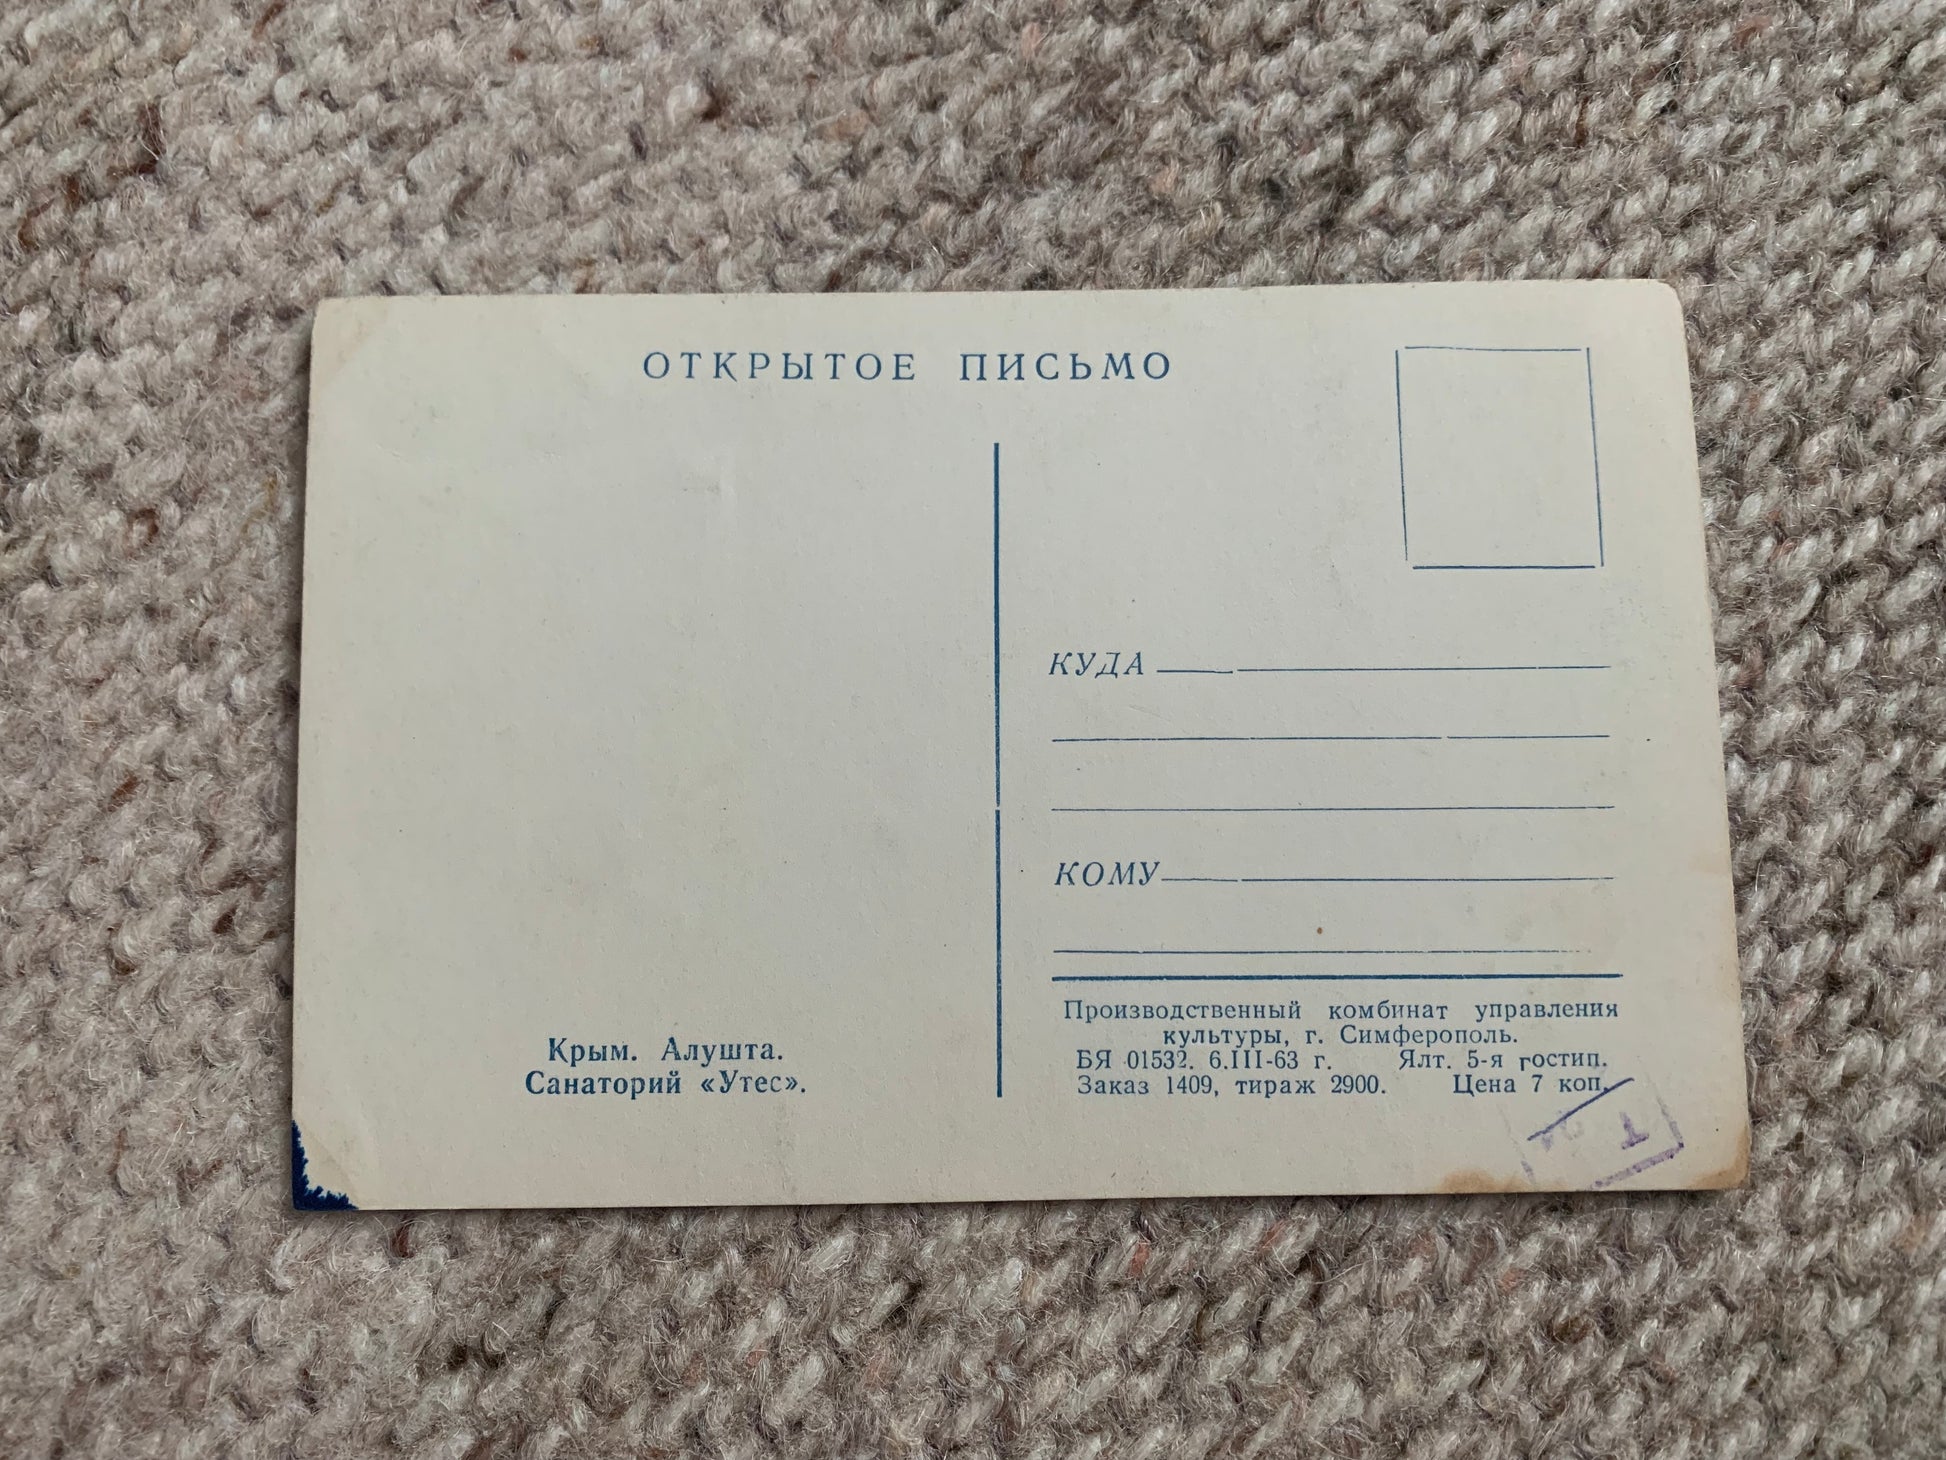 ОТКРЫТОЕ ПИСЬМО
КУДА
КОМУ
Производственный комбинат управления
культуры, г. Симферополь.
БЯ 01532. 6.III-63 г. Ялт. 5-я гостип.
Заказ 1409, тираж 2900. Цена 7 коп.
Крым. Алушта.
Санаторий «Утес».